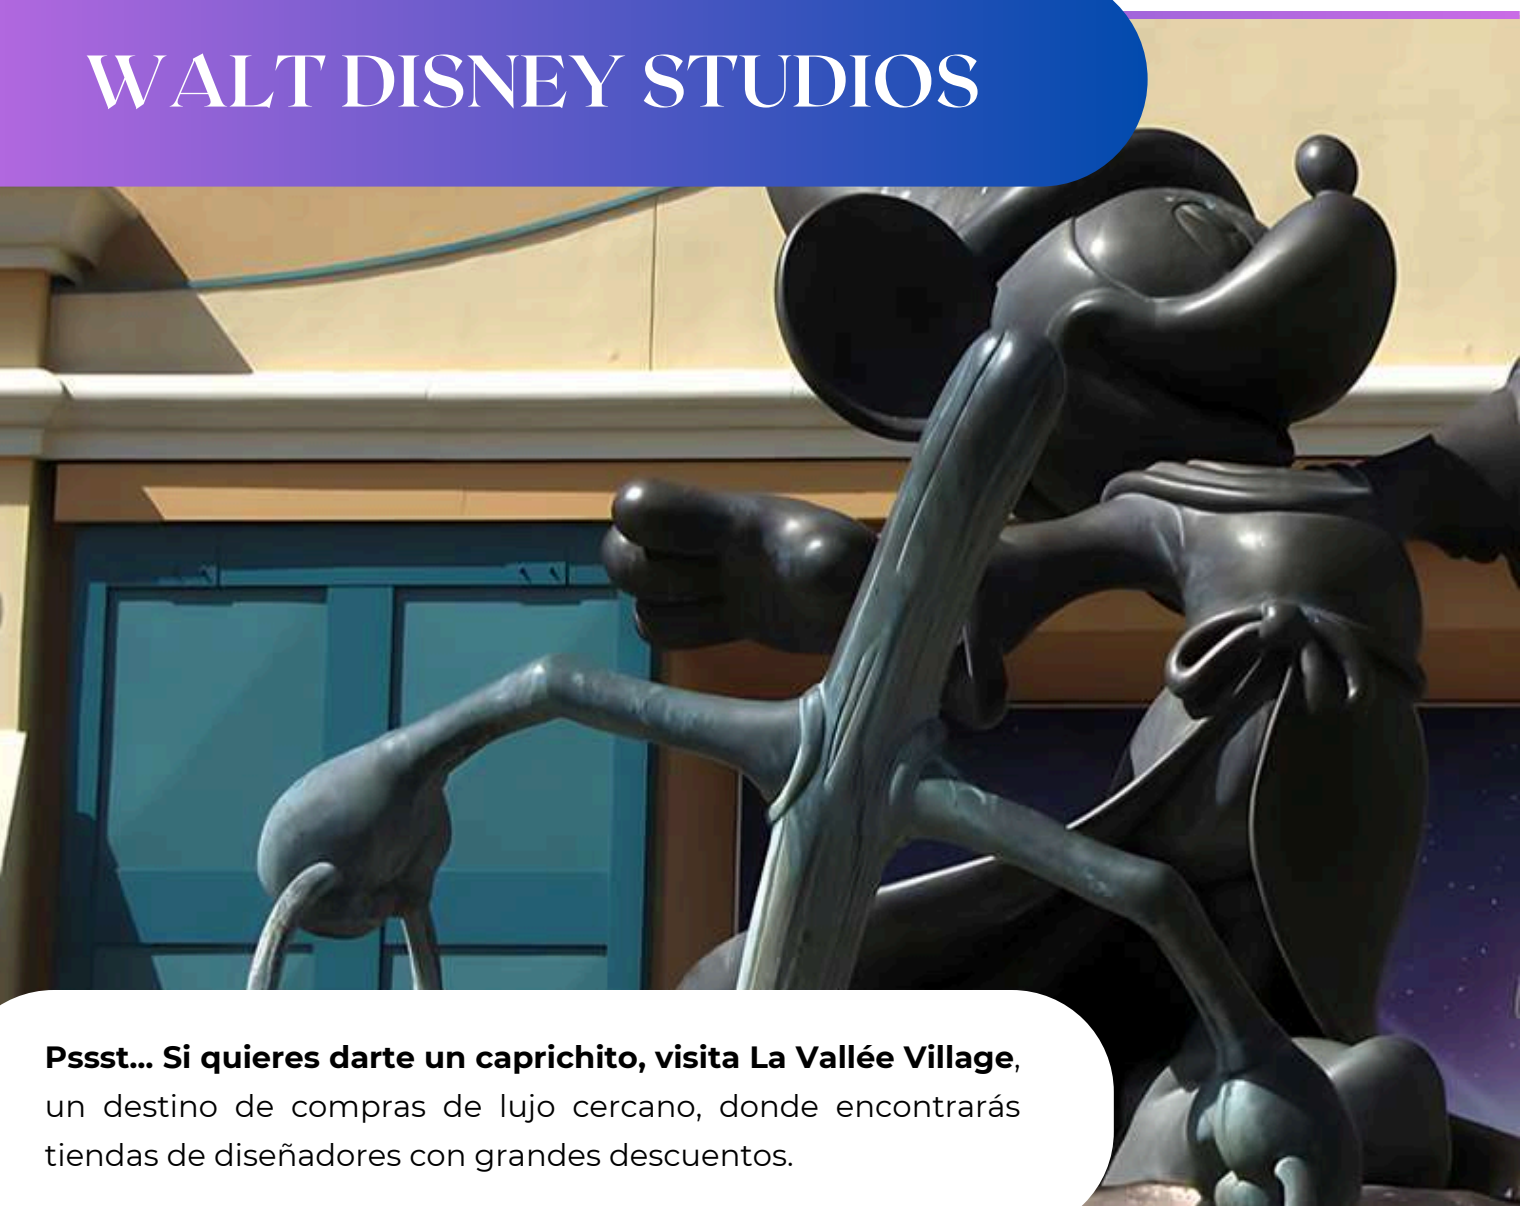 WALT DISNEY STUDIOS
Pssst... Si quieres darte un caprichito, visita La Vallée Village,
un destino de compras de lujo cercano, donde encontrarás
tiendas de diseñadores con grandes descuentos.